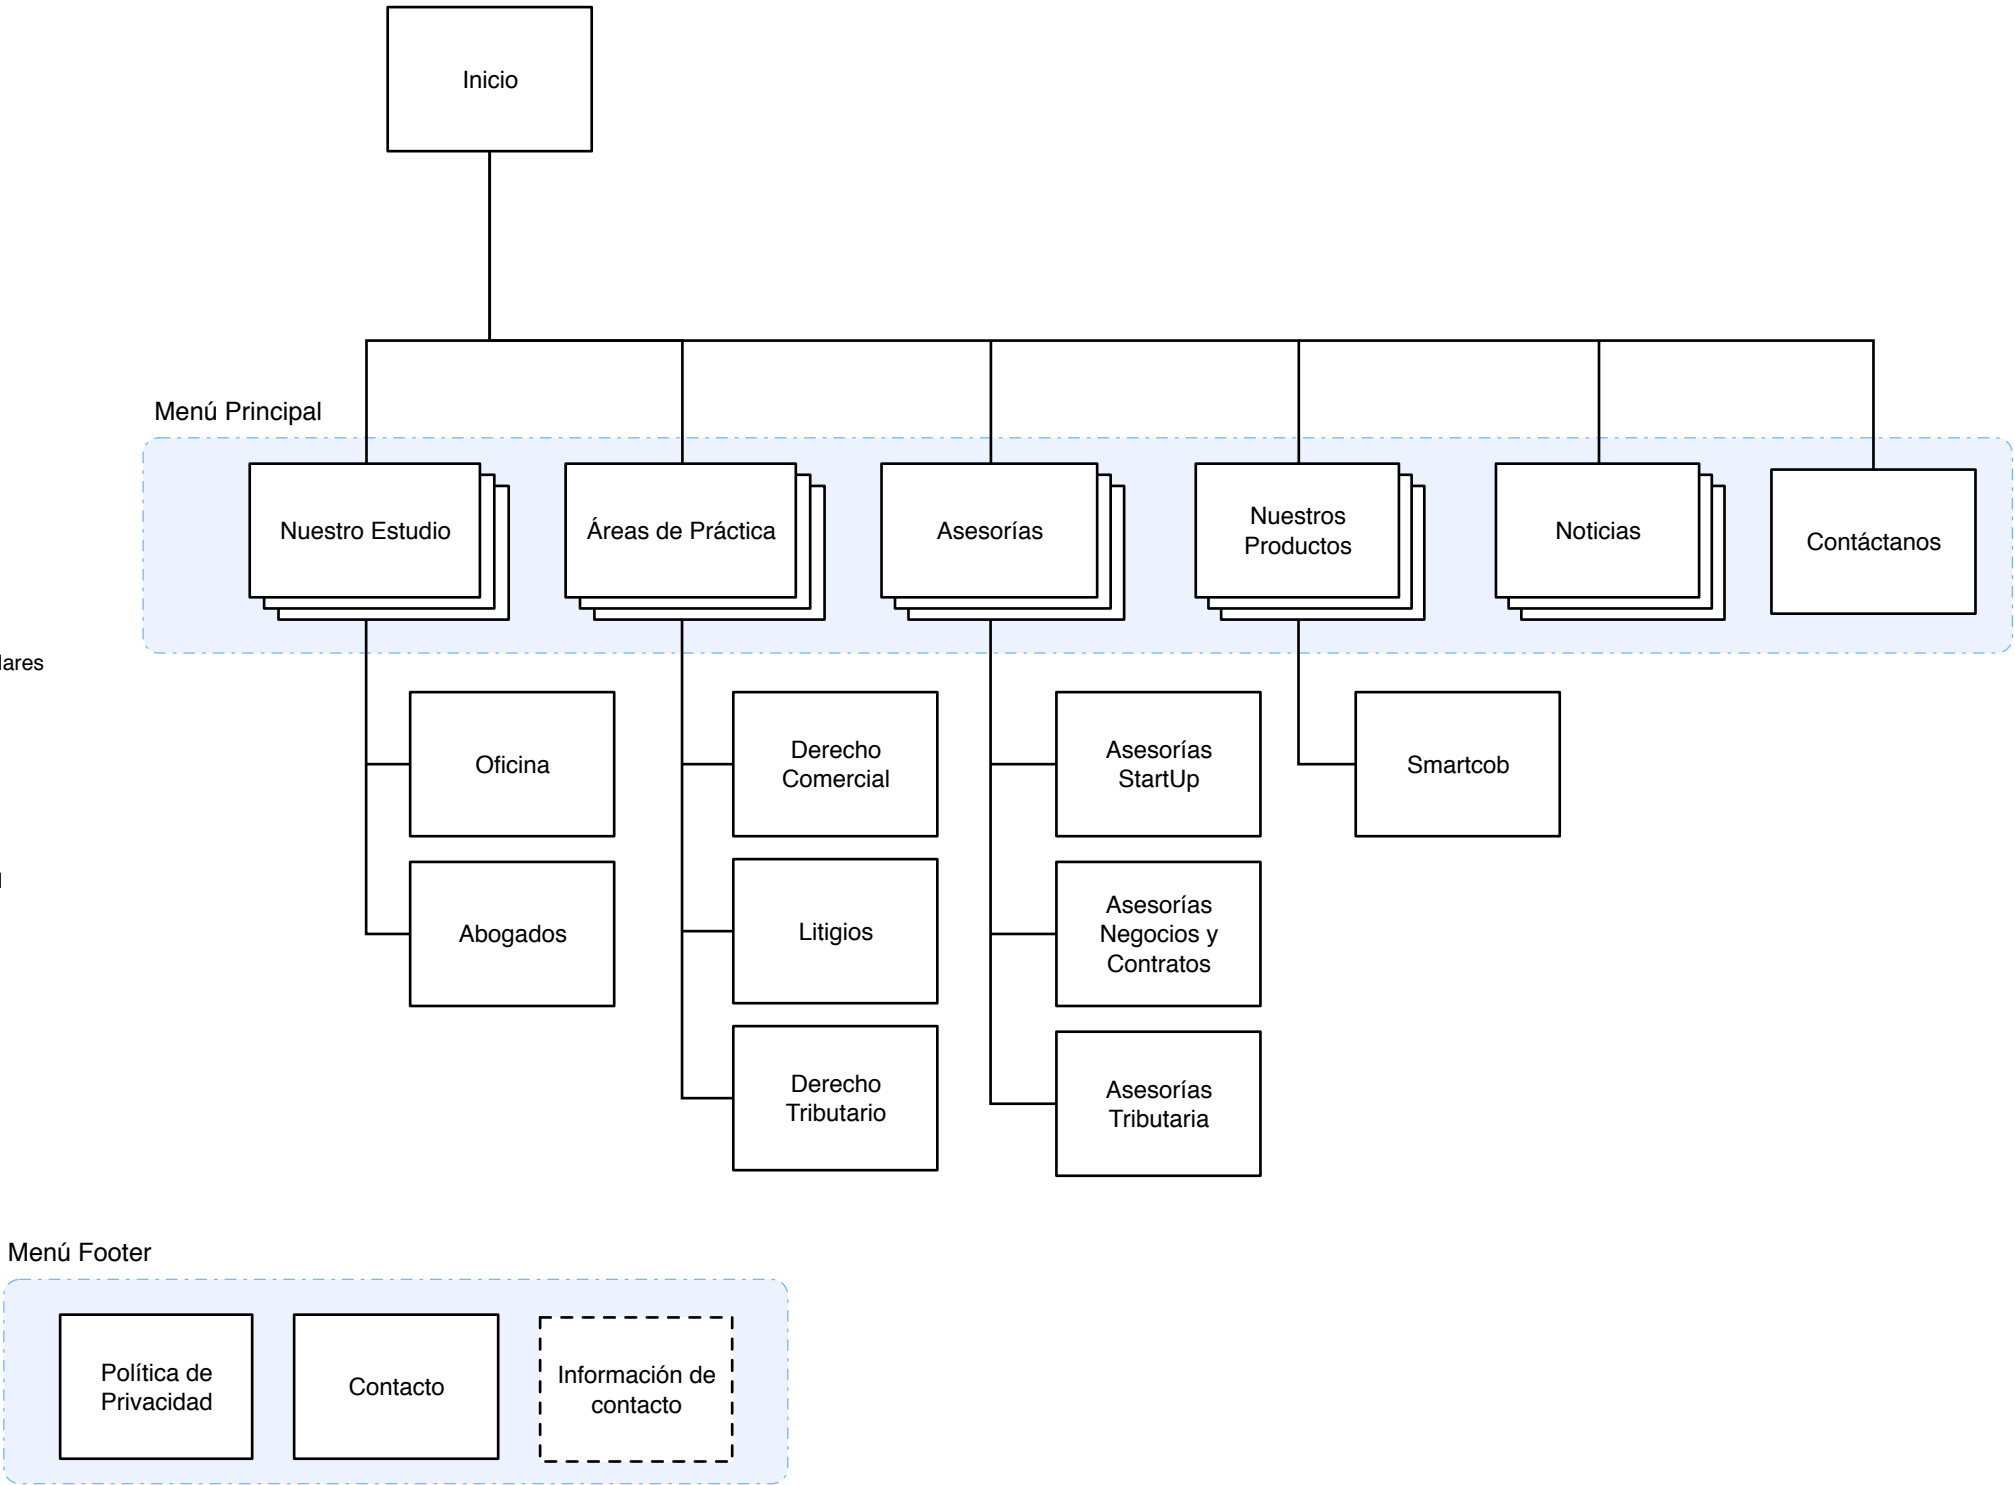 Inicio
Menú Principal
Nuestro Estudio
Áreas de Práctica
Asesorías
Nuestros
Productos
Noticias
Contáctanos
Oficina
Derecho
Comercial
Asesorías
StartUp
Smartcob
Abogados
Litigios
Asesorías
Negocios y
Contratos
Derecho
Tributario
Asesorías
Tributaria
Menú Footer
Política de
Privacidad
Contacto
Información de
contacto